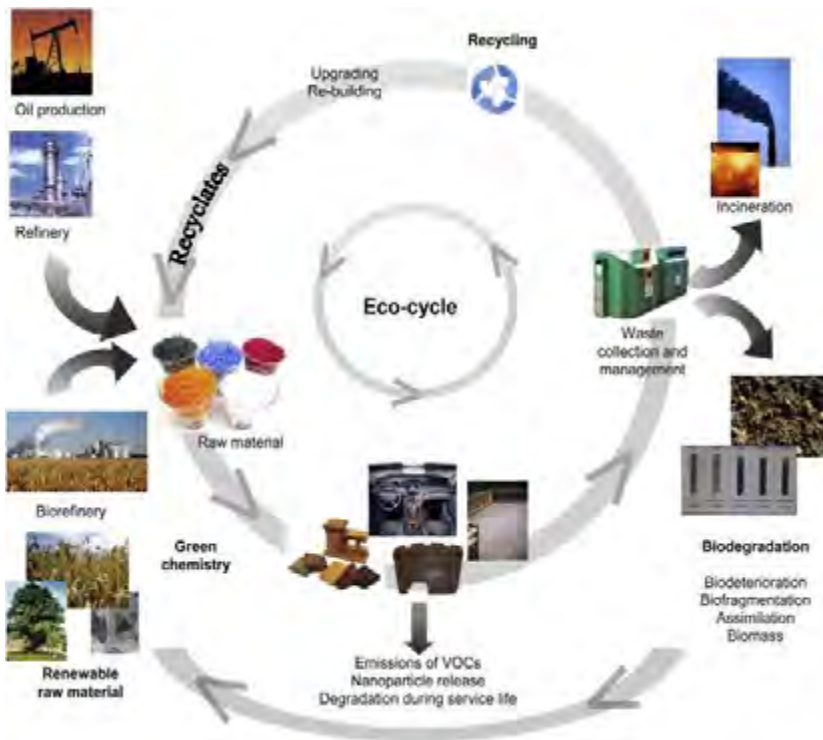 Recycling
Upgrading
Re-building
Oil production
Recyclates
Refinery
Incineration
Eco-cycle
Waste
collection and
management
Raw material
Biorefinery
Green
chemistry
Biodegradation
Biodeterioration
Biofragmentation
Assimilation
Biomass
Emissions of VOCs
Nanoparticle release
Degradation during service life
Renewable
raw material